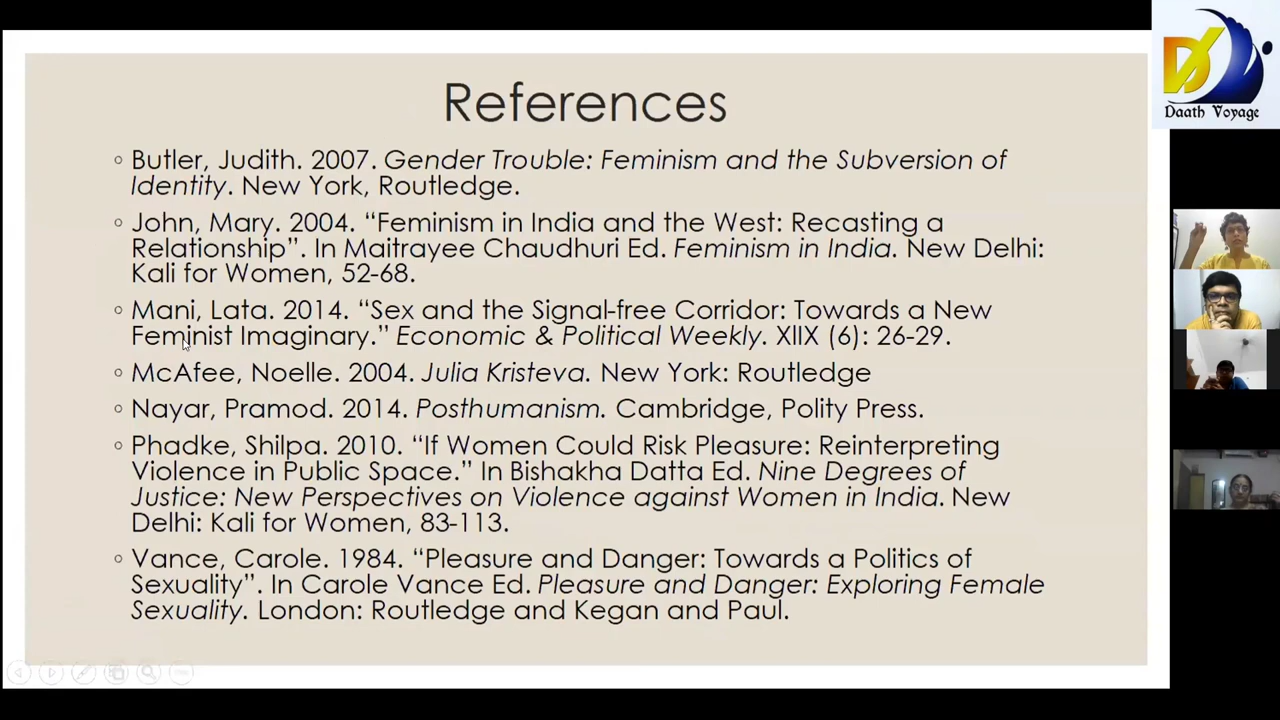 References
Butler, Judith. 2007. Gender Trouble: Feminism and the Subversion of
Identity. New York, Routledge.
John, Mary. 2004. “Feminism in India and the West: Recasting a
Relationship”. In Maitrayee Chaudhuri Ed. Feminism in India. New Delhi:
Kali for Women, 52-68.
Mani, Lata. 2014. “Sex and the Signal-free Corridor: Towards a New
Feminist Imaginary.” Economic & Political Weekly. XIIX (6): 26-29.
McAfee, Noelle. 2004. Julia Kristeva. New York: Routledge
Nayar, Pramod. 2014. Posthumanism. Cambridge, Polity Press.
Phadke, Shilpa. 2010. “If Women Could Risk Pleasure: Reinterpreting
Violence in Public Space.” In Bishakha Datta Ed. Nine Degrees of
Justice: New Perspectives on Violence against Women in India. New
Delhi: Kali for Women, 83-113.
Vance, Carole. 1984. “Pleasure and Danger: Towards a Politics of
Sexuality”. In Carole Vance Ed. Pleasure and Danger: Exploring Female
Sexuality. London: Routledge and Kegan and Paul.
Daath Voyage